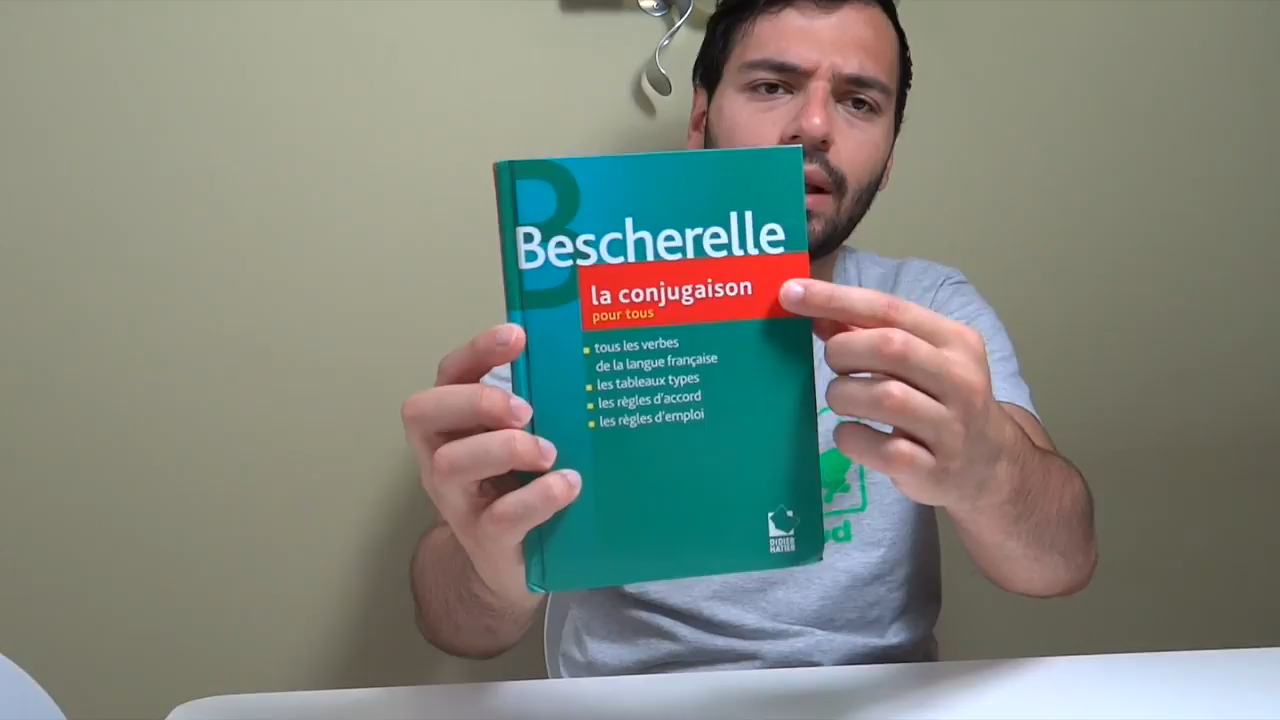 Bescherelle
la conjugaison
pour tous
tous les verbes
de la langue française
les tableaux types
les règles d'accord
les règles d'emploi
DIDIER
HATIER